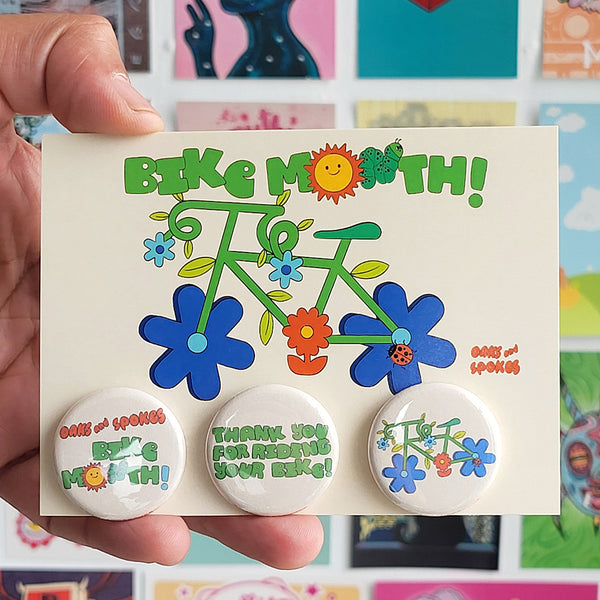 BIKE MONTH!
OAKS and
SPOKES
OAKS and SPOKES
BIKE
MONTH!
THANK YOU
FOR RIDING
YOUR BIKE!